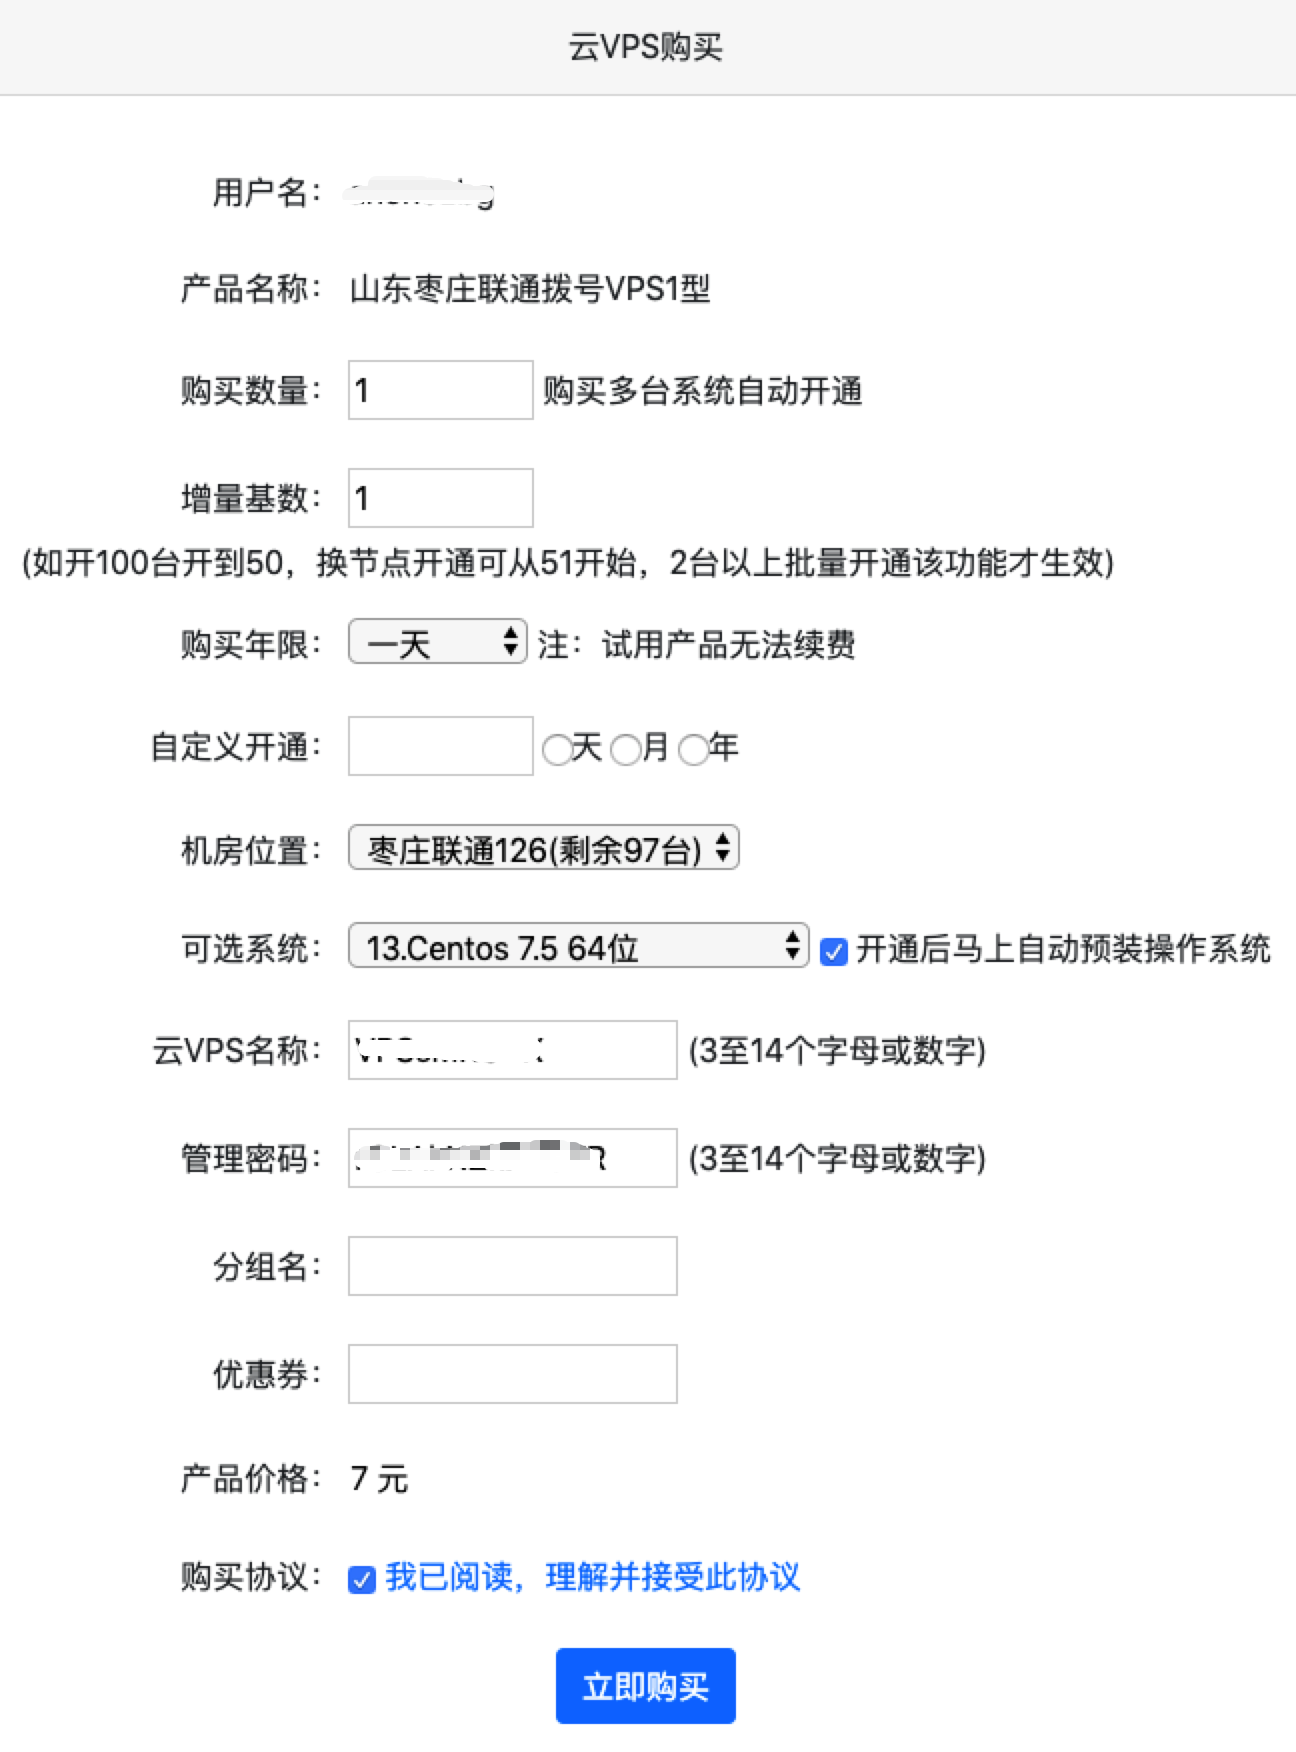 云VPS购买
用户名：
产品名称： 山东枣庄联通拨号VPS1型
购买数量： 1 购买多台系统自动开通
增量基数： 1
(如开100台开到50，换节点开通可从51开始，2台以上批量开通该功能才生效)
购买年限： 一天 注：试用产品无法续费
自定义开通： 天 月 年
机房位置： 枣庄联通126(剩余97台)
可选系统： 13.Centos 7.5 64位 开通后马上自动预装操作系统
云VPS名称： (3至14个字母或数字)
管理密码： (3至14个字母或数字)
分组名：
优惠券：
产品价格： 7 元
购买协议： 我已阅读，理解并接受此协议
立即购买